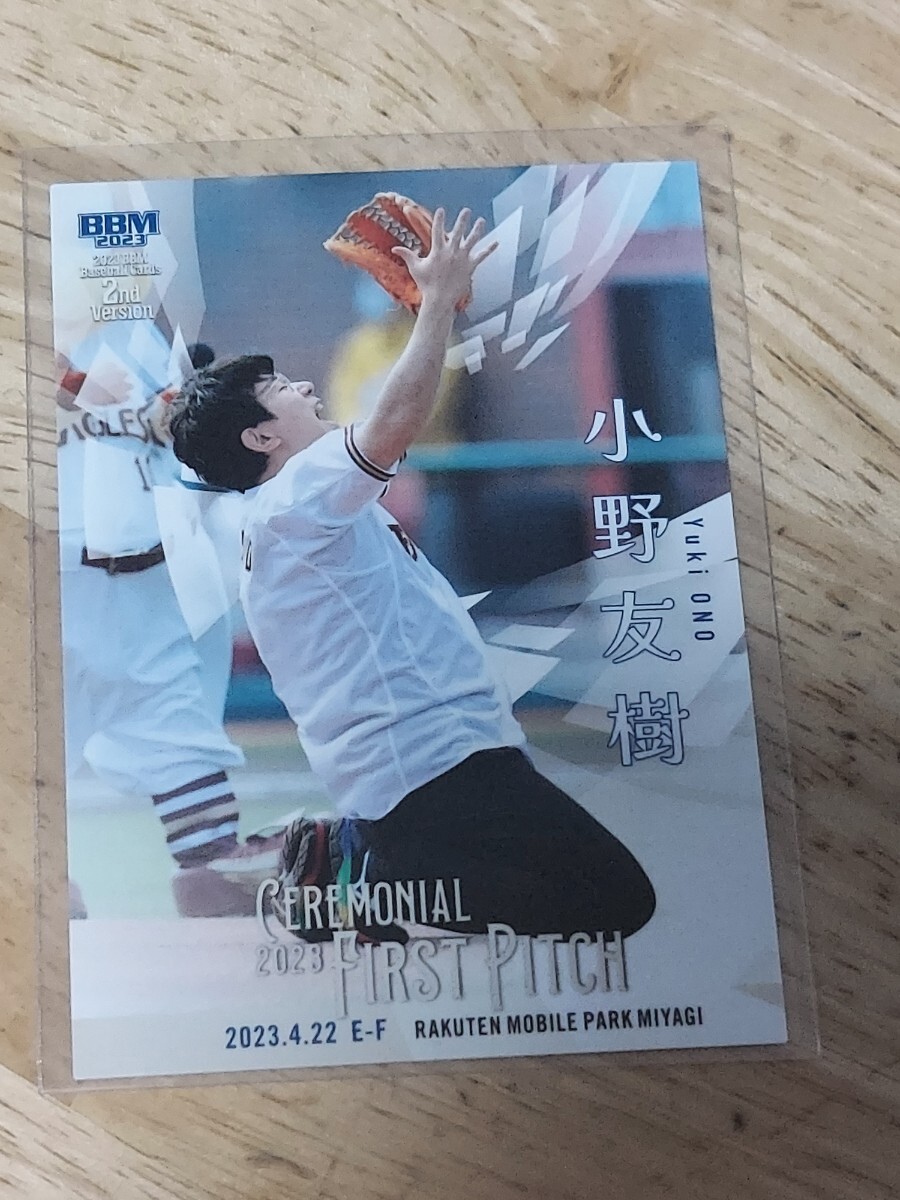 BBM
2023
2023 BBM
Baseball Cards
2nd
Version
小野友樹
Yuki ONO
CEREMONIAL
2023 FIRST PITCH
2023.4.22 E-F RAKUTEN MOBILE PARK MIYAGI